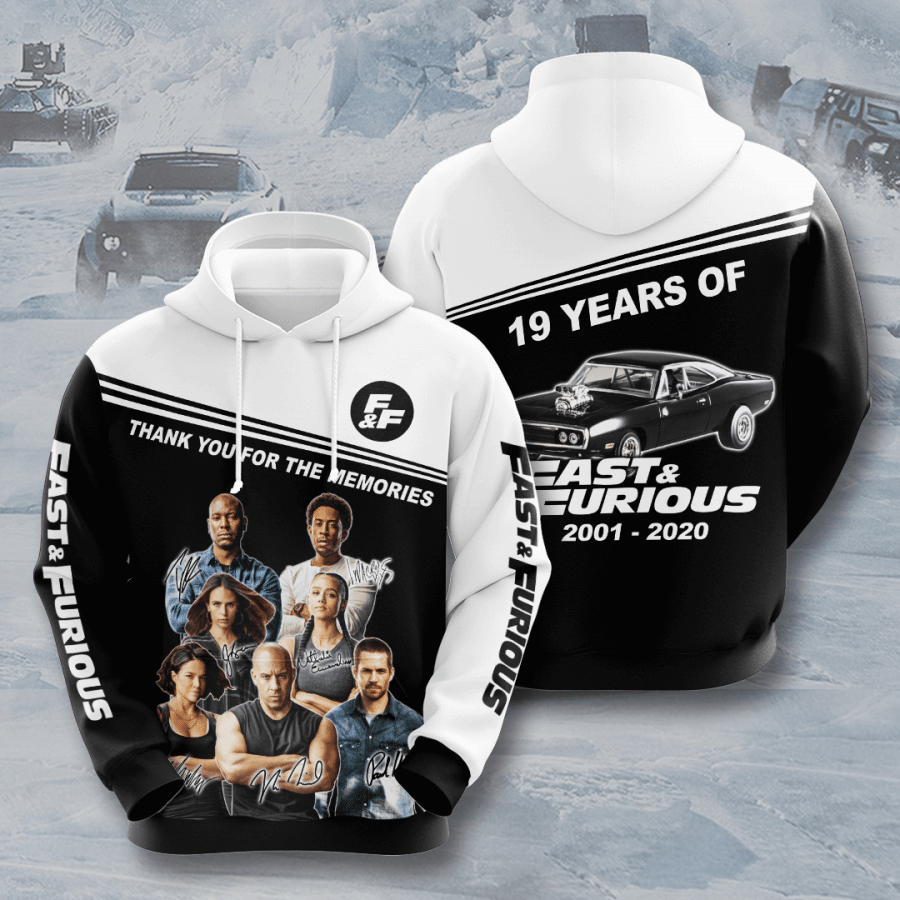 THANK YOU FOR THE MEMORIES
F
&F
FAST & FURIOUS
FAST & FURIOUS
19 YEARS OF
FAST &
FURIOUS
2001 - 2020